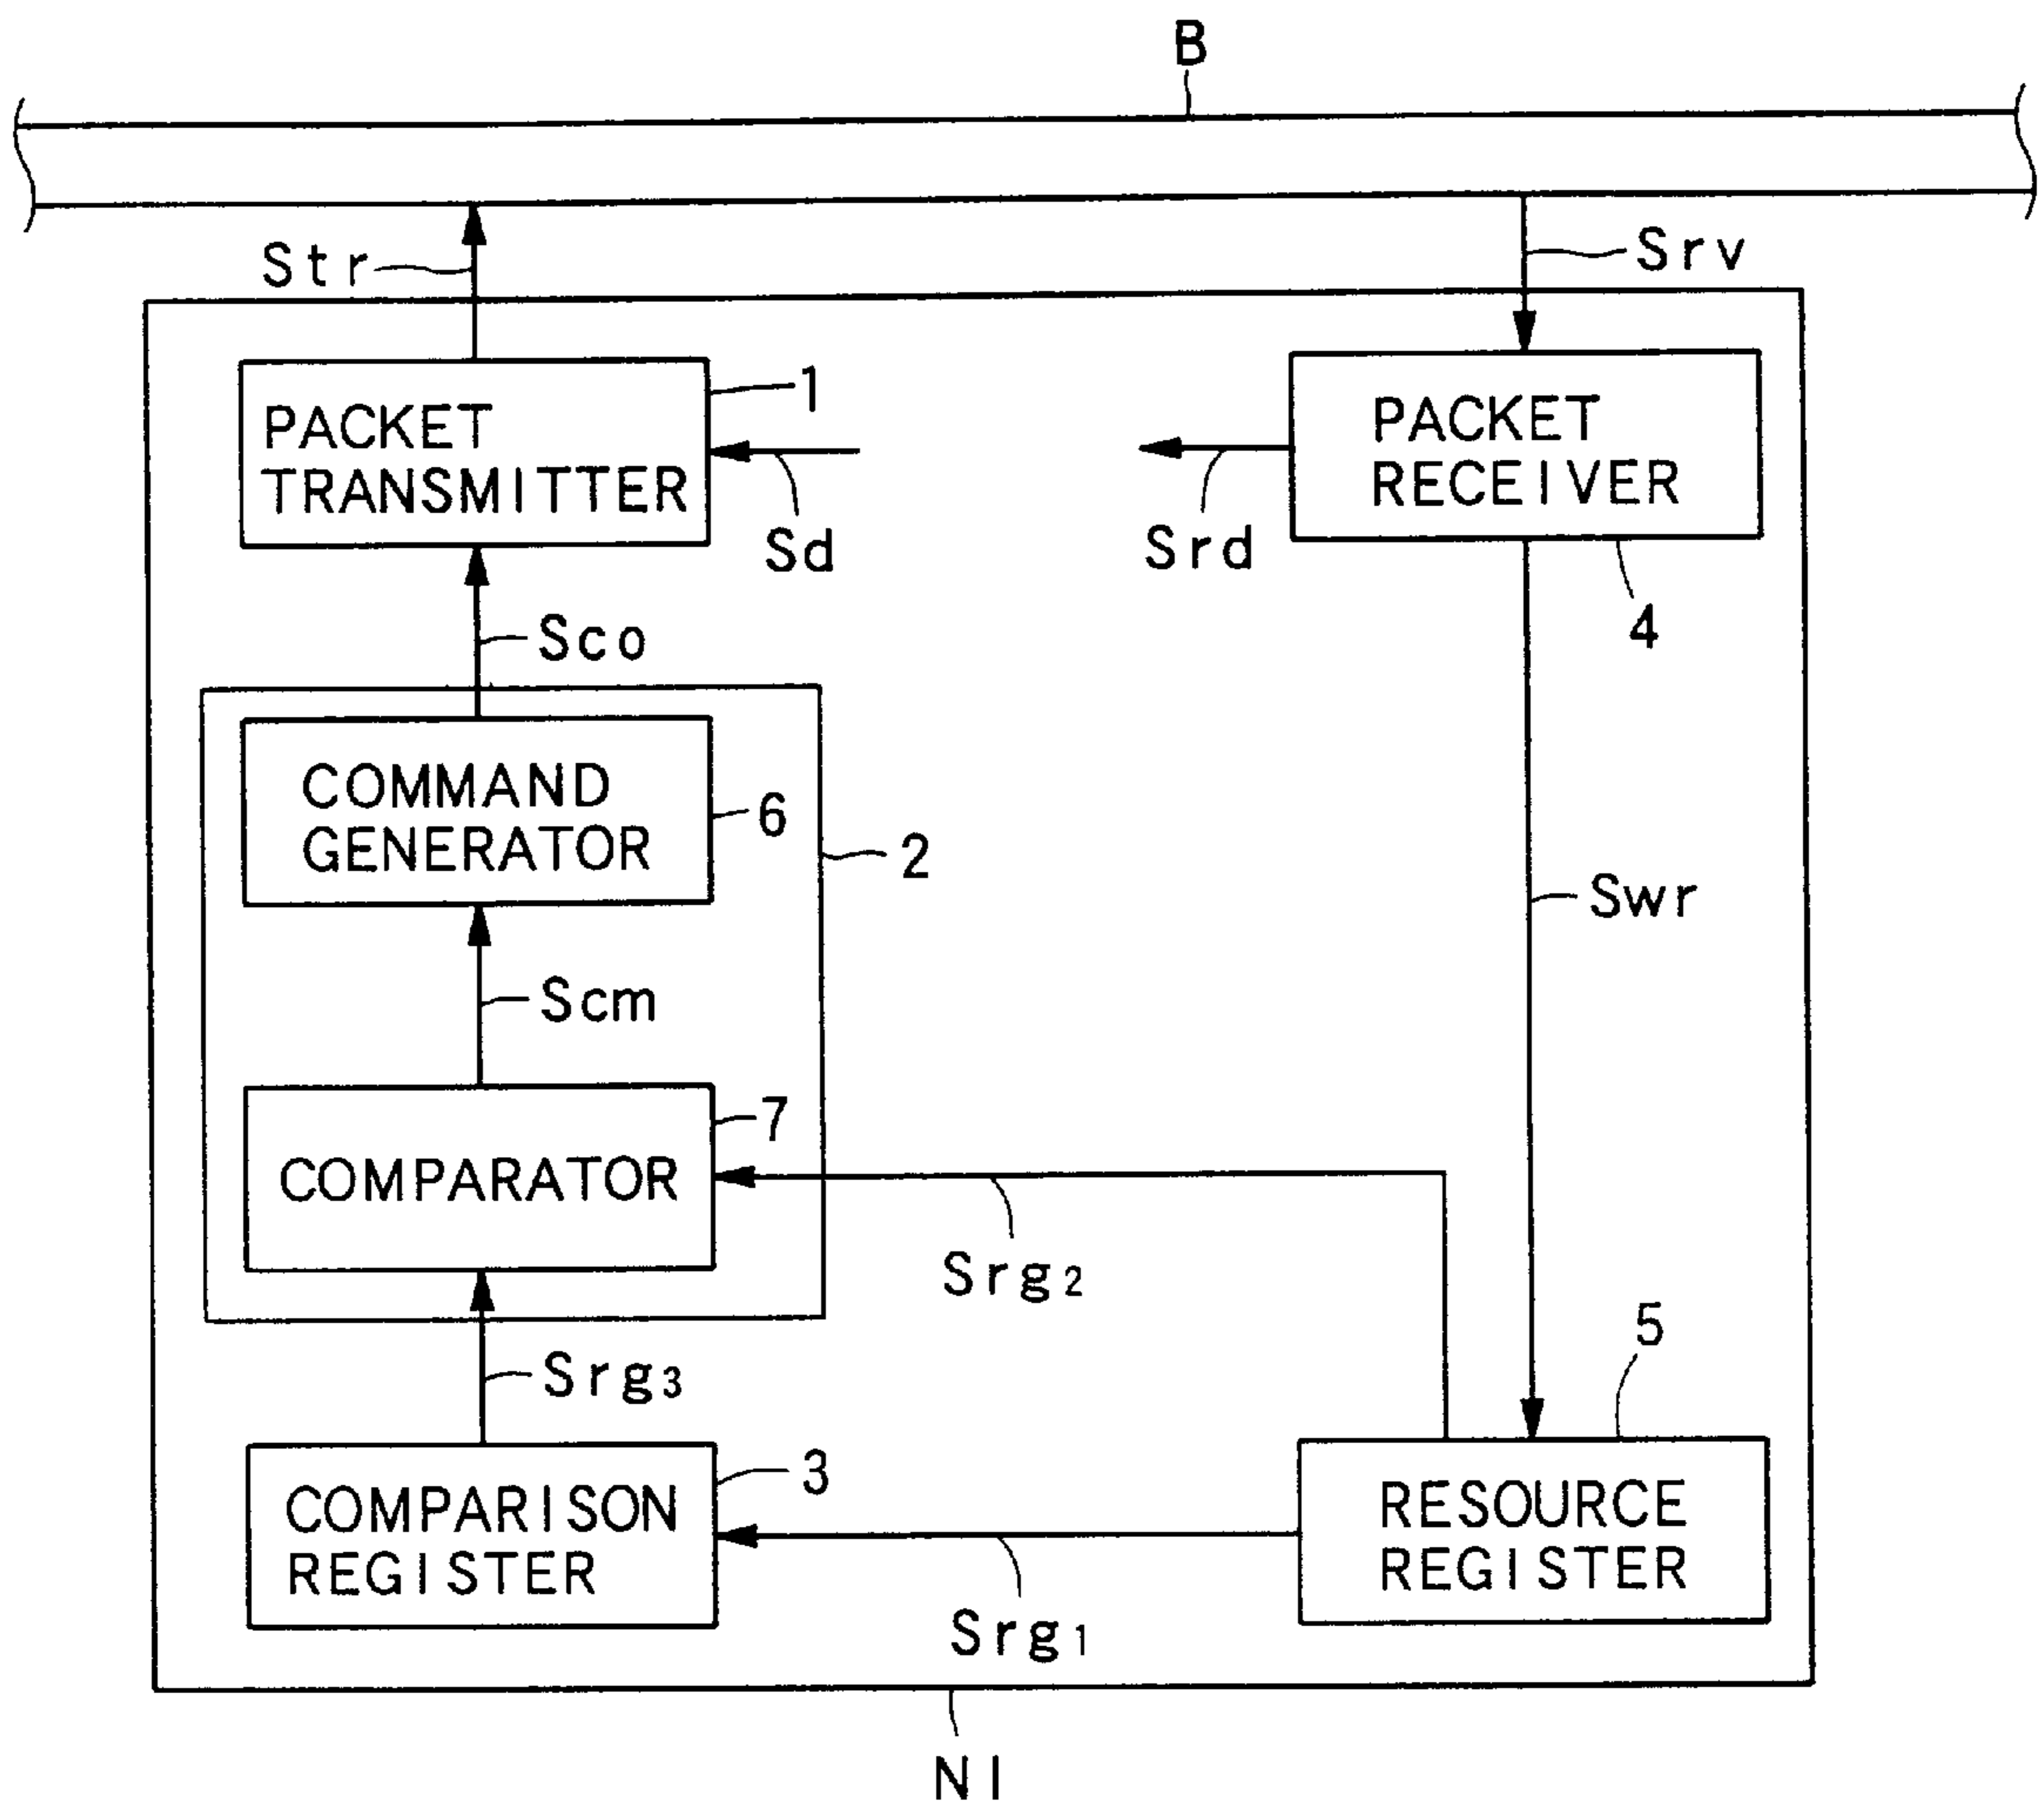 B
Str
Srv
PACKET
TRANSMITTER
1
Sd
PACKET
RECEIVER
Srd
4
Sco
COMMAND
GENERATOR
6
2
Swr
Scm
COMPARATOR
7
Srg2
5
Srg3
COMPARISON
REGISTER
3
RESOURCE
REGISTER
Srg1
NI